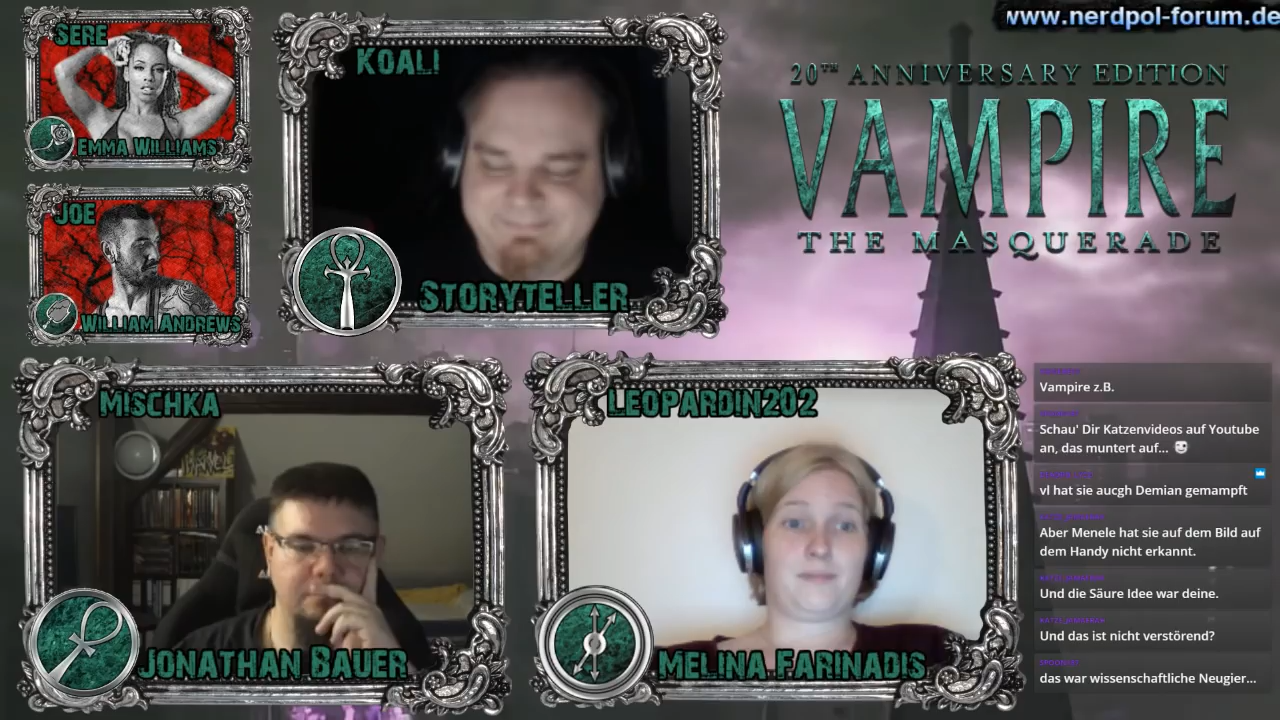 SERE
EMMA WILLIAMS
JOE
WILLIAM ANDREWS
KOALI
STORYTELLER
www.nerdpol-forum.de
20TH ANNIVERSARY EDITION
VAMPIRE
THE MASQUERADE
MISCHKA
JONATHAN BAUER
LEOPARDIN202
MELINA FARINADIS
Vampire z.B.
Schau' Dir Katzenvideos auf Youtube
an, das muntert auf...
vl hat sie aucgh Demian gemampft
Aber Menele hat sie auf dem Bild auf
dem Handy nicht erkannt.
Und die Säure Idee war deine.
Und das ist nicht verstörend?
das war wissenschaftliche Neugier...